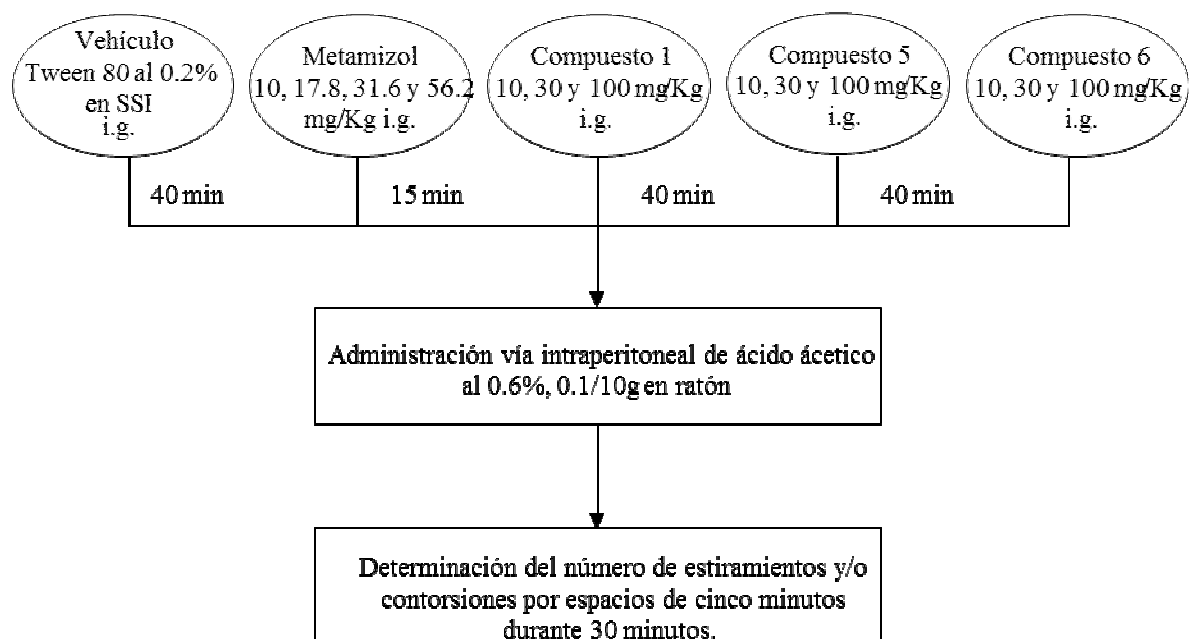 Vehículo
Tween 80 al 0.2%
en SSI
i.g.
Metamizol
10, 17.8, 31.6 y 56.2
mg/Kg i.g.
Compuesto 1
10, 30 y 100 mg/Kg
i.g.
Compuesto 5
10, 30 y 100 mg/Kg
i.g.
Compuesto 6
10, 30 y 100 mg/Kg
i.g.
40 min
15 min
40 min
40 min
Administración vía intraperitoneal de ácido ácetico
al 0.6%, 0.1/10g en ratón
Determinación del número de estiramientos y/o
contorsiones por espacios de cinco minutos
durante 30 minutos.